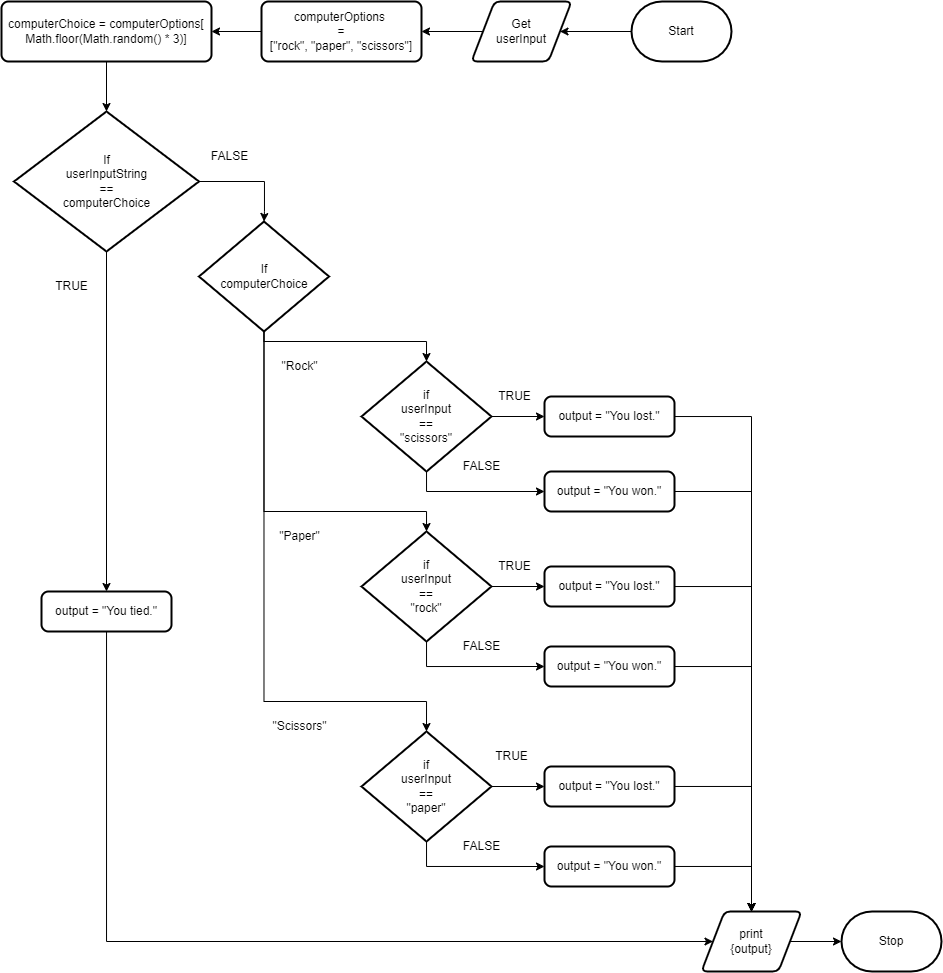 Start
Get
userInput
computerOptions
=
["rock", "paper", "scissors"]
computerChoice = computerOptions[
Math.floor(Math.random() * 3)]
If
userInputString
==
computerChoice
FALSE
TRUE
If
computerChoice
"Rock"
if
userInput
==
"scissors"
TRUE
output = "You lost."
FALSE
output = "You won."
"Paper"
if
userInput
==
"rock"
TRUE
output = "You lost."
FALSE
output = "You won."
output = "You tied."
"Scissors"
if
userInput
==
"paper"
TRUE
output = "You lost."
FALSE
output = "You won."
print
{output}
Stop